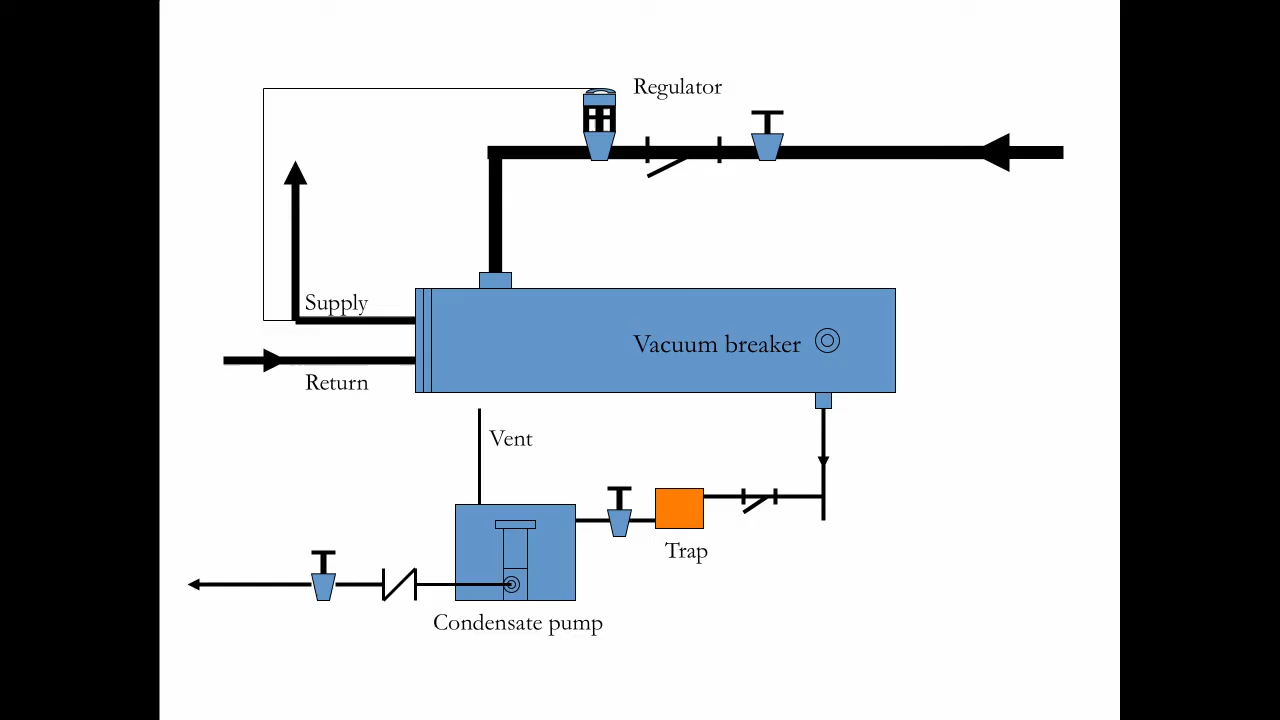 Regulator
Supply
Vacuum breaker
Return
Vent
Trap
Condensate pump